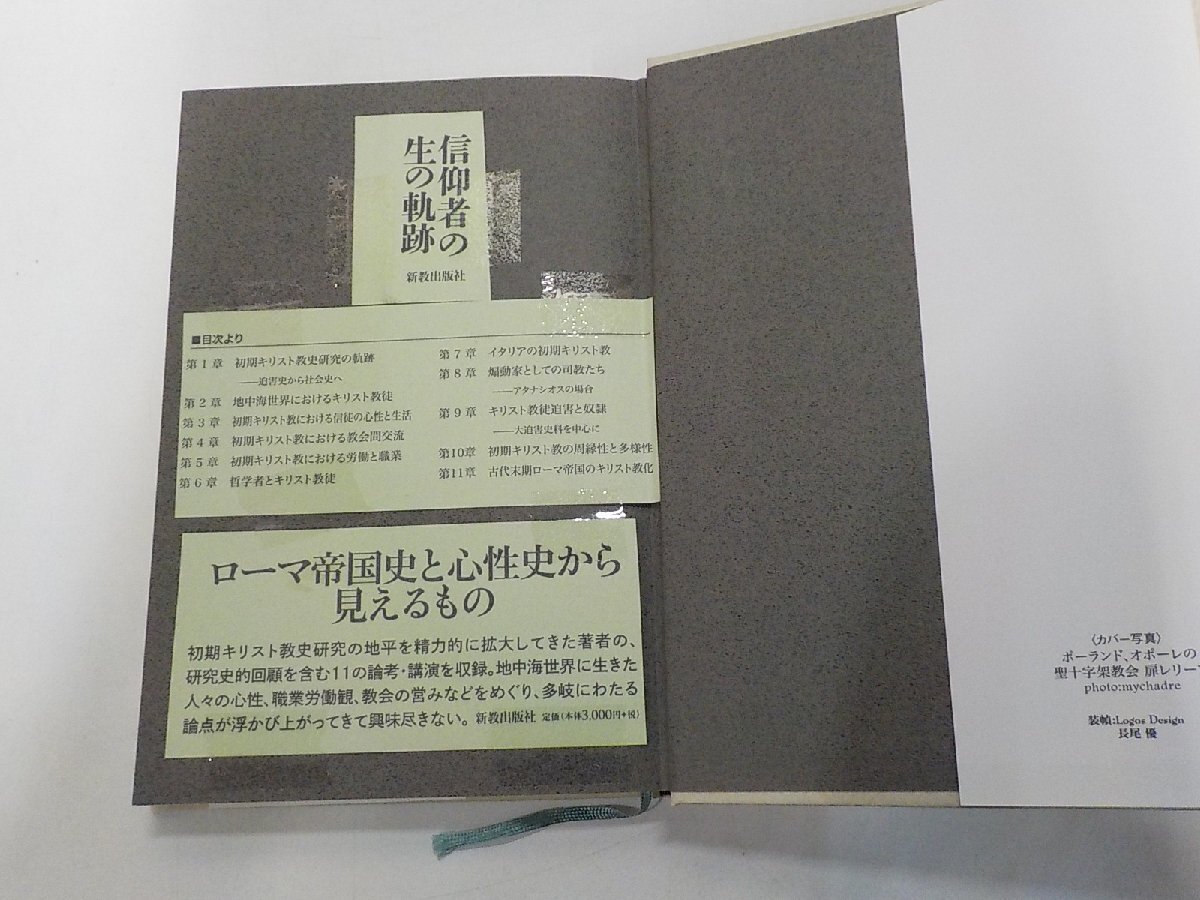 信仰者の
生の軌跡
新教出版社
■目次より
第1章 初期キリスト教史研究の軌跡
――迫害史から社会史へ
第2章 地中海世界におけるキリスト教徒
第3章 初期キリスト教における信徒の心性と生活
第4章 初期キリスト教における教会間交流
第5章 初期キリスト教における労働と職業
第6章 哲学者とキリスト教徒
第7章 イタリアの初期キリスト教
第8章 煽動家としての司教たち
――アタナシオスの場合
第9章 キリスト教徒迫害と奴隷
――大迫害史料を中心に
第10章 初期キリスト教の周縁性と多様性
第11章 古代末期ローマ帝国のキリスト教化
ローマ帝国史と心性史から
見えるもの
初期キリスト教史研究の地平を精力的に拡大してきた著者の、
研究史的回顧を含む11の論考・講演を収録。地中海世界に生きた
人々の心性、職業労働観、教会の営みなどをめぐり、多岐にわたる
論点が浮かび上がってきて興味尽きない。 新教出版社 定価(本体3,000円+税)
〈カバー写真〉
ポーランド、オポーレの
聖十字架教会 扉レリー
photo:mychadre
装幀:Logos Design
長尾 優